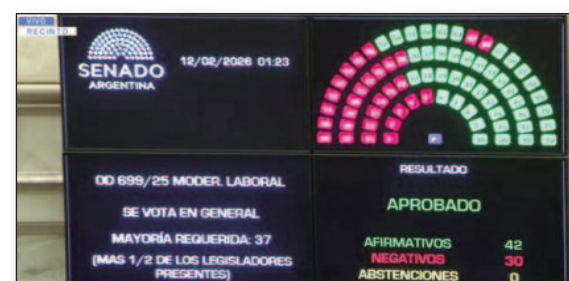 VIVO
RECINTO
SENADO
ARGENTINA
12/02/2026 01:23
OD 699/25 MODER. LABORAL
SE VOTA EN GENERAL
MAYORÍA REQUERIDA: 37
(MAS 1/2 DE LOS LEGISLADORES
PRESENTES)
RESULTADO
APROBADO
AFIRMATIVOS 42
NEGATIVOS 30
ABSTENCIONES 0